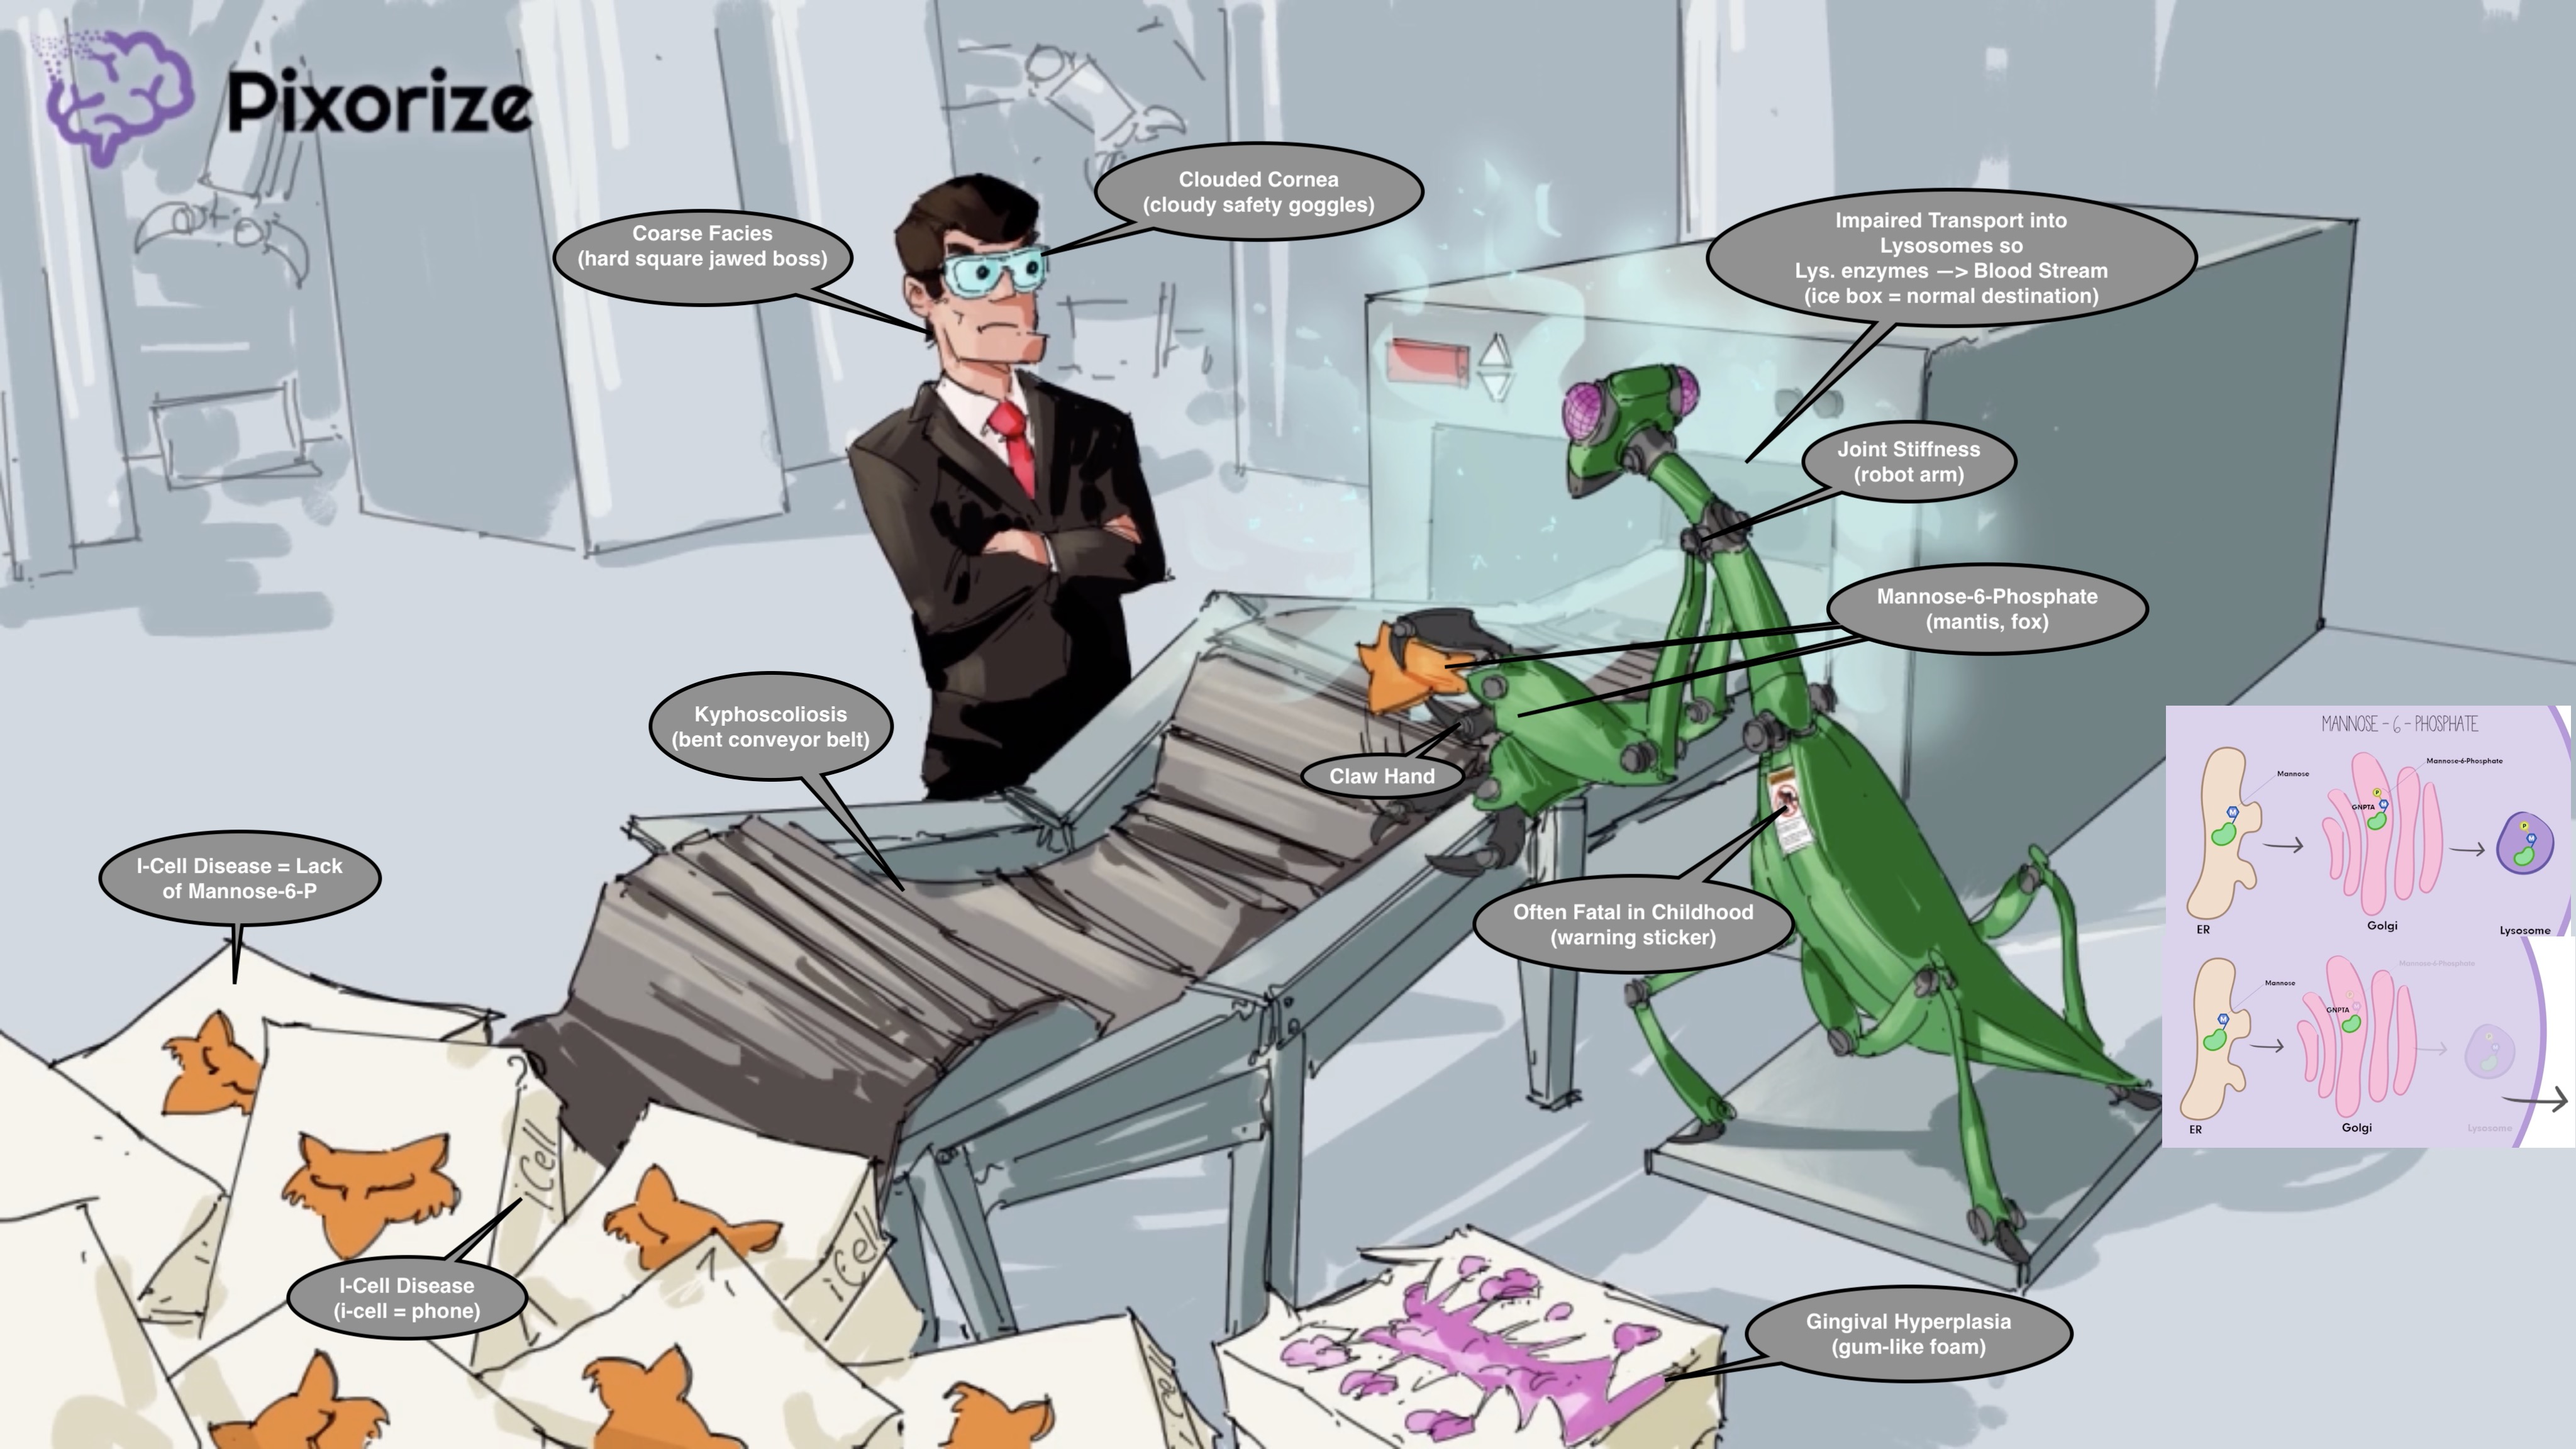 Pixorize
Clouded Cornea
(cloudy safety goggles)
Coarse Facies
(hard square jawed boss)
Impaired Transport into
Lysosomes so
Lys. enzymes —> Blood Stream
(ice box = normal destination)
Joint Stiffness
(robot arm)
Mannose-6-Phosphate
(mantis, fox)
Kyphoscoliosis
(bent conveyor belt)
Claw Hand
I-Cell Disease = Lack
of Mannose-6-P
Often Fatal in Childhood
(warning sticker)
iCell
iCell
I-Cell Disease
(i-cell = phone)
Gingival Hyperplasia
(gum-like foam)
MANNOSE - 6 - PHOSPHATE
Mannose
Mannose-6-Phosphate
P
GNPTA
M
M
P
M
ER
Golgi
Lysosome
Mannose
Mannose-6-Phosphate
GNPTA
M
ER
Golgi
Lysosome